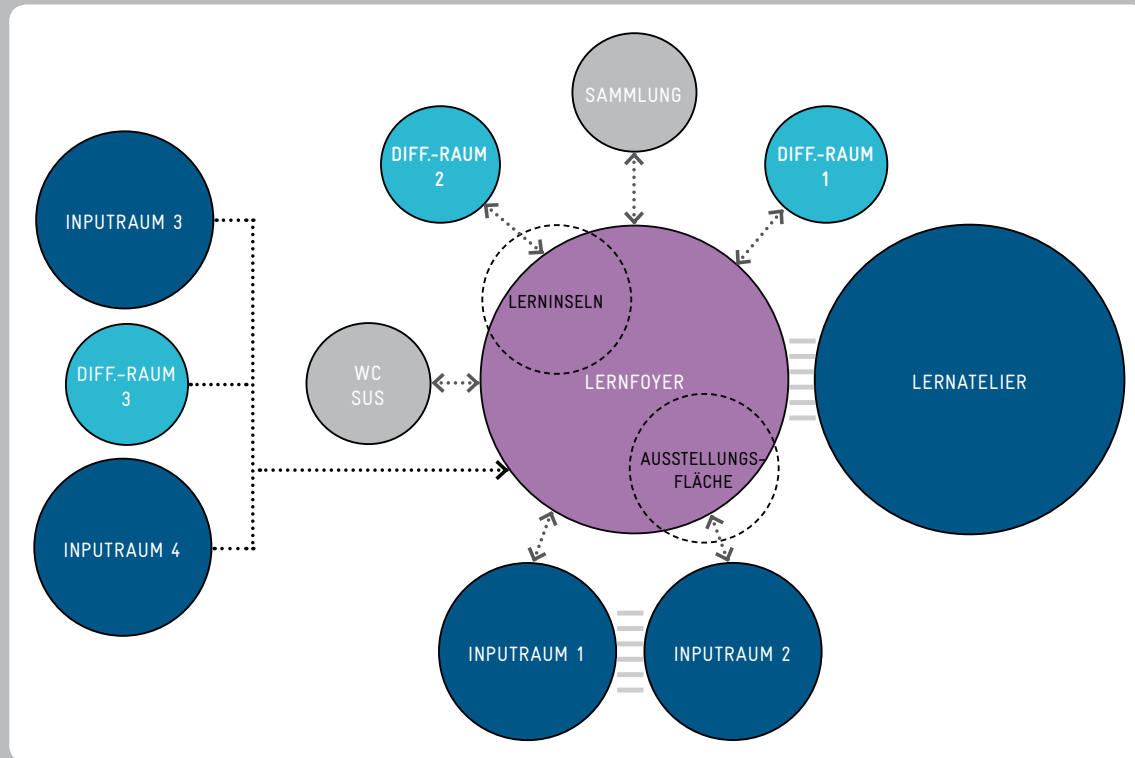 SAMMLUNG
DIFF.-RAUM
2
DIFF.-RAUM
1
INPUTRAUM 3
LERNINSELN
DIFF.-RAUM
3
WC
SUS
LERNFOYER
LERNATELIER
AUSSTELLUNGS-
FLÄCHE
INPUTRAUM 4
INPUTRAUM 1
INPUTRAUM 2